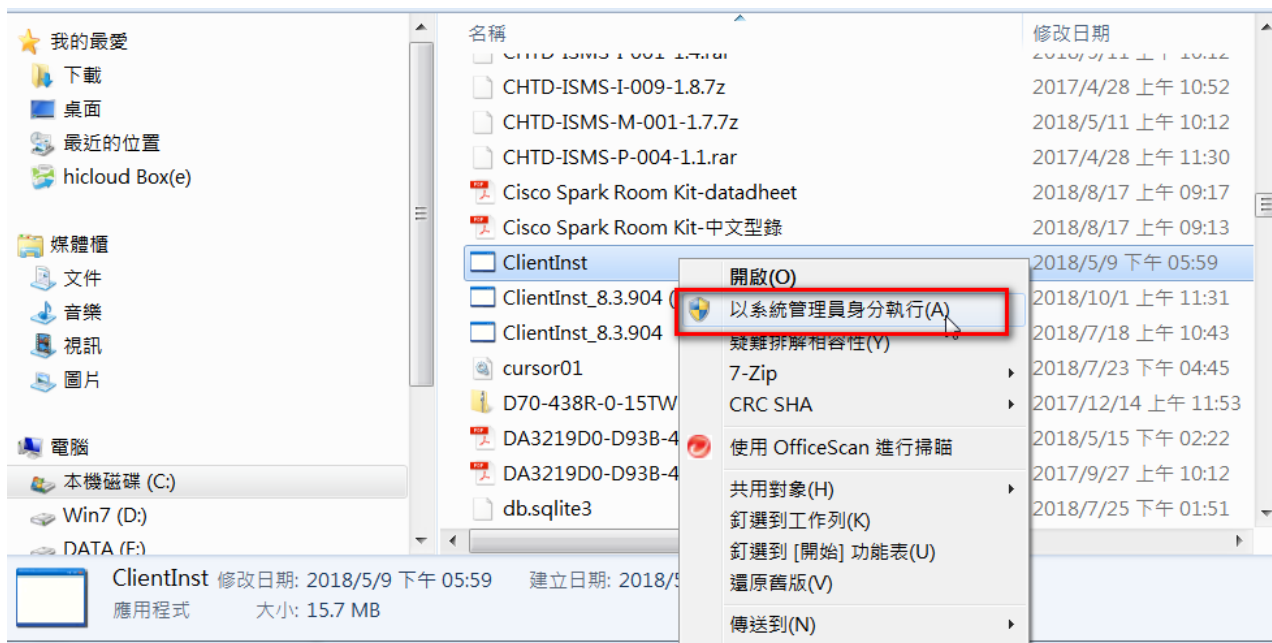 我的最愛
下載
桌面
最近的位置
hicloud Box(e)
媒體櫃
文件
音樂
視訊
圖片
電腦
本機磁碟 (C:)
Win7 (D:)
DATA (F:)
名稱 修改日期
CHTD-ISMS-I-001-1.4.rar 2018/5/11 上午 10:12
CHTD-ISMS-I-009-1.8.7z 2017/4/28 上午 10:52
CHTD-ISMS-M-001-1.7.7z 2018/5/11 上午 10:12
CHTD-ISMS-P-004-1.1.rar 2017/4/28 上午 11:30
Cisco Spark Room Kit-datadheet 2018/8/17 上午 09:17
Cisco Spark Room Kit-中文型錄 2018/8/17 上午 09:13
ClientInst 2018/5/9 下午 05:59
ClientInst_8.3.904 ( 2018/10/1 上午 11:31
ClientInst_8.3.904 2018/7/18 上午 10:43
cursor01 2018/7/23 下午 04:45
D70-438R-0-15TW 2017/12/14 上午 11:53
DA3219D0-D93B-4 2018/5/15 下午 02:22
DA3219D0-D93B-4 2017/9/27 上午 10:12
db.sqlite3 2018/7/25 下午 01:51
開啟(O)
以系統管理員身分執行(A)
疑難排解相容性(Y)
7-Zip
CRC SHA
使用 OfficeScan 進行掃瞄
共用對象(H)
釘選到工作列(K)
釘選到 [開始] 功能表(U)
還原舊版(V)
傳送到(N)
ClientInst 修改日期: 2018/5/9 下午 05:59 建立日期: 2018/5
應用程式 大小: 15.7 MB